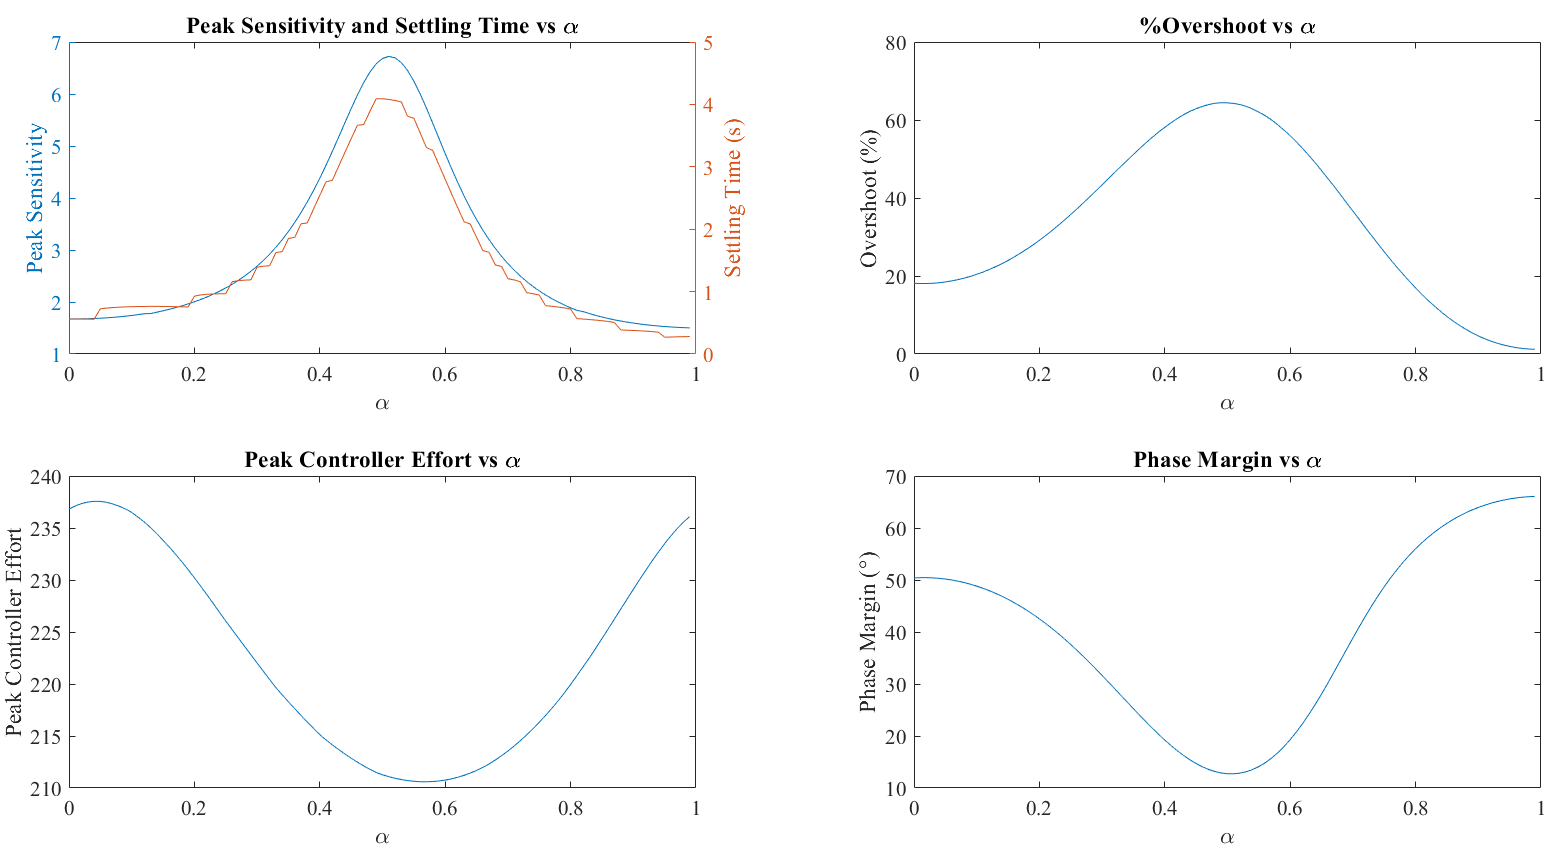 Peak Sensitivity and Settling Time vs α
7
6
5
4
3
2
1
Peak Sensitivity
5
4
3
2
1
0
Settling Time (s)
0 0.2 0.4 0.6 0.8 1
α
%Overshoot vs α
80
60
40
20
0
Overshoot (%)
0 0.2 0.4 0.6 0.8 1
α
Peak Controller Effort vs α
240
235
230
225
220
215
210
Peak Controller Effort
0 0.2 0.4 0.6 0.8 1
α
Phase Margin vs α
70
60
50
40
30
20
10
Phase Margin (°)
0 0.2 0.4 0.6 0.8 1
α